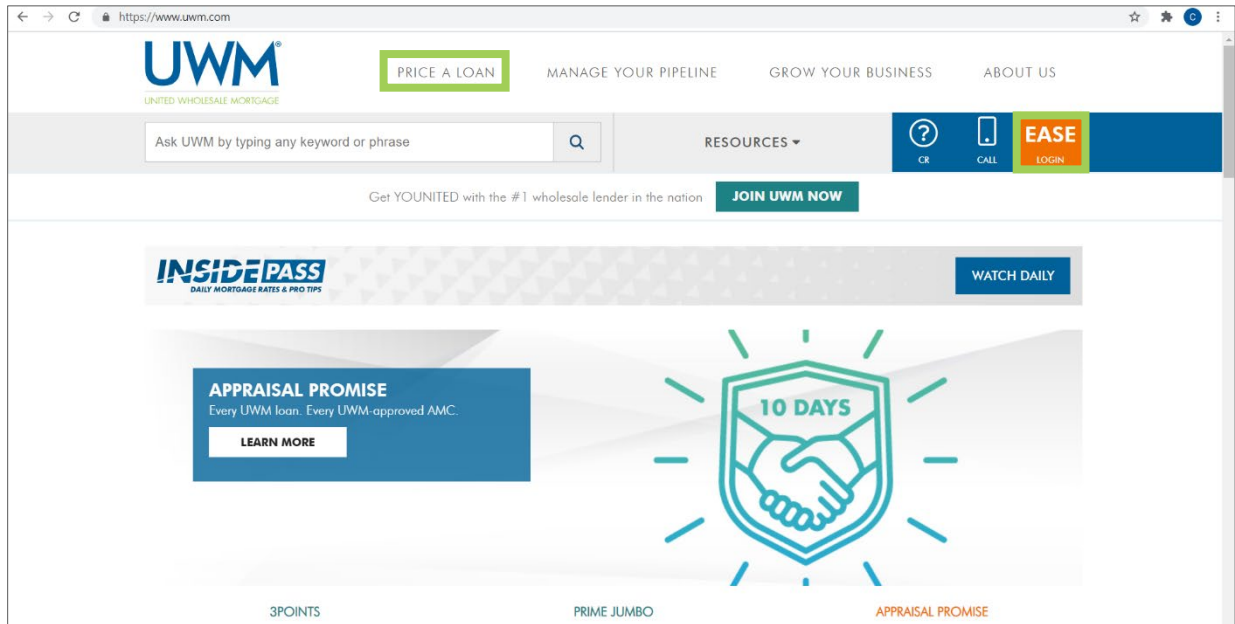 https://www.uwm.com
C
UWM®
UNITED WHOLESALE MORTGAGE
PRICE A LOAN
MANAGE YOUR PIPELINE
GROW YOUR BUSINESS
ABOUT US
Ask UWM by typing any keyword or phrase
RESOURCES
?
CR
CALL
EASE
LOGIN
Get YOUNITED with the #1 wholesale lender in the nation
JOIN UWM NOW
INSIDE PASS
DAILY MORTGAGE RATES & PRO TIPS
WATCH DAILY
APPRAISAL PROMISE
Every UWM loan. Every UWM-approved AMC.
LEARN MORE
10 DAYS
3POINTS
PRIME JUMBO
APPRAISAL PROMISE